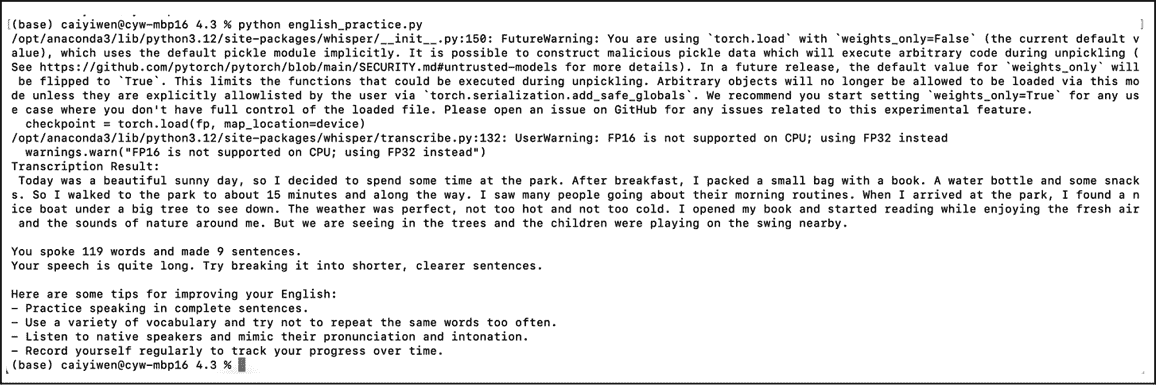 (base) caiyiwen@cyw-mbp16 4.3 % python english_practice.py
/opt/anaconda3/lib/python3.12/site-packages/whisper/__init__.py:150: FutureWarning: You are using `torch.load` with `weights_only=False` (the current default v
alue), which uses the default pickle module implicitly. It is possible to construct malicious pickle data which will execute arbitrary code during unpickling (
See https://github.com/pytorch/pytorch/blob/main/SECURITY.md#untrusted-models for more details). In a future release, the default value for `weights_only` will
 be flipped to `True`. This limits the functions that could be executed during unpickling. Arbitrary objects will no longer be allowed to be loaded via this mo
de unless they are explicitly allowlisted by the user via `torch.serialization.add_safe_globals`. We recommend you start setting `weights_only=True` for any us
e case where you don't have full control of the loaded file. Please open an issue on GitHub for any issues related to this experimental feature.
  checkpoint = torch.load(fp, map_location=device)
/opt/anaconda3/lib/python3.12/site-packages/whisper/transcribe.py:132: UserWarning: FP16 is not supported on CPU; using FP32 instead
  warnings.warn("FP16 is not supported on CPU; using FP32 instead")
Transcription Result:
 Today was a beautiful sunny day, so I decided to spend some time at the park. After breakfast, I packed a small bag with a book. A water bottle and some snack
s. So I walked to the park to about 15 minutes and along the way. I saw many people going about their morning routines. When I arrived at the park, I found a n
ice boat under a big tree to see down. The weather was perfect, not too hot and not too cold. I opened my book and started reading while enjoying the fresh air
 and the sounds of nature around me. But we are seeing in the trees and the children were playing on the swing nearby.

You spoke 119 words and made 9 sentences.
Your speech is quite long. Try breaking it into shorter, clearer sentences.

Here are some tips for improving your English:
- Practice speaking in complete sentences.
- Use a variety of vocabulary and try not to repeat the same words too often.
- Listen to native speakers and mimic their pronunciation and intonation.
- Record yourself regularly to track your progress over time.
(base) caiyiwen@cyw-mbp16 4.3 %